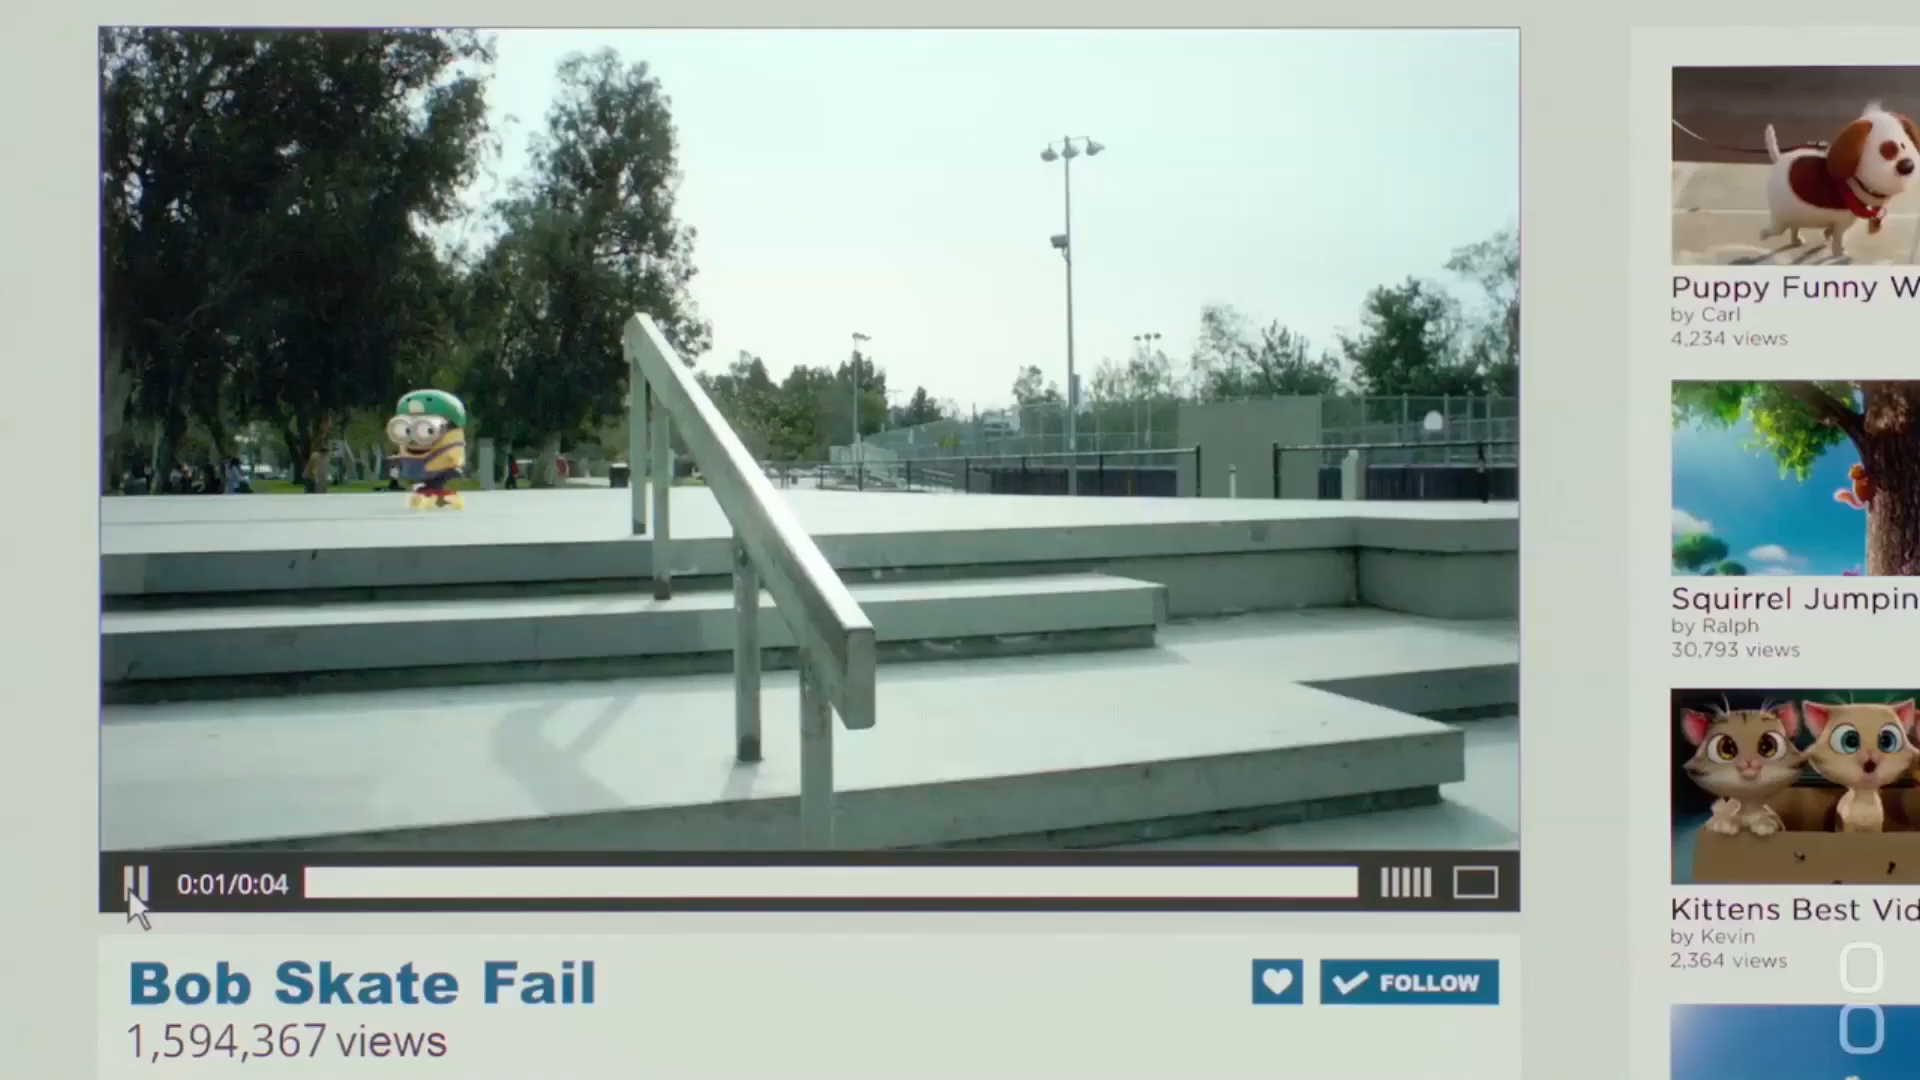 0:01/0:04
Bob Skate Fail
1,594,367 views
FOLLOW
Puppy Funny W
by Carl
4,234 views
Squirrel Jumpin
by Ralph
30,793 views
Kittens Best Vid
by Kevin
2,364 views